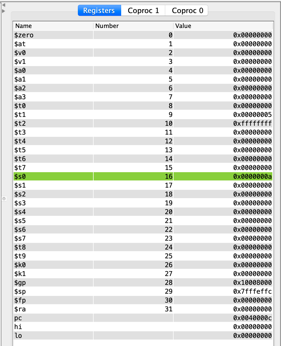 Registers Coproc 1 Coproc 0
Name Number Value
$zero 0 0x00000000
$at 1 0x00000000
$v0 2 0x00000000
$v1 3 0x00000000
$a0 4 0x00000000
$a1 5 0x00000000
$a2 6 0x00000000
$a3 7 0x00000000
$t0 8 0x00000000
$t1 9 0x00000005
$t2 10 0xffffffff
$t3 11 0x00000000
$t4 12 0x00000000
$t5 13 0x00000000
$t6 14 0x00000000
$t7 15 0x00000000
$s0 16 0x0000000a
$s1 17 0x00000000
$s2 18 0x00000000
$s3 19 0x00000000
$s4 20 0x00000000
$s5 21 0x00000000
$s6 22 0x00000000
$s7 23 0x00000000
$t8 24 0x00000000
$t9 25 0x00000000
$k0 26 0x00000000
$k1 27 0x00000000
$gp 28 0x10008000
$sp 29 0x7fffeffc
$fp 30 0x00000000
$ra 31 0x00000000
pc 0x0040000c
hi 0x00000000
lo 0x00000000